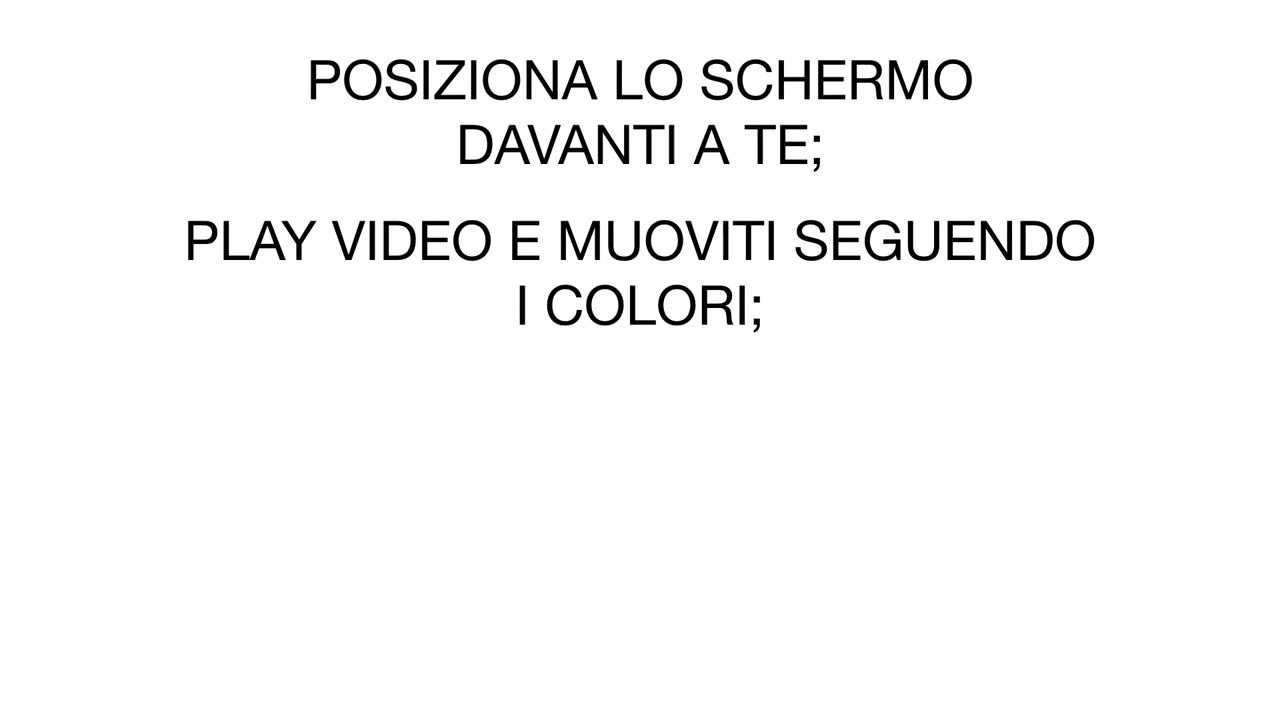 POSIZIONA LO SCHERMO
DAVANTI A TE;
PLAY VIDEO E MUOVITI SEGUENDO
I COLORI;